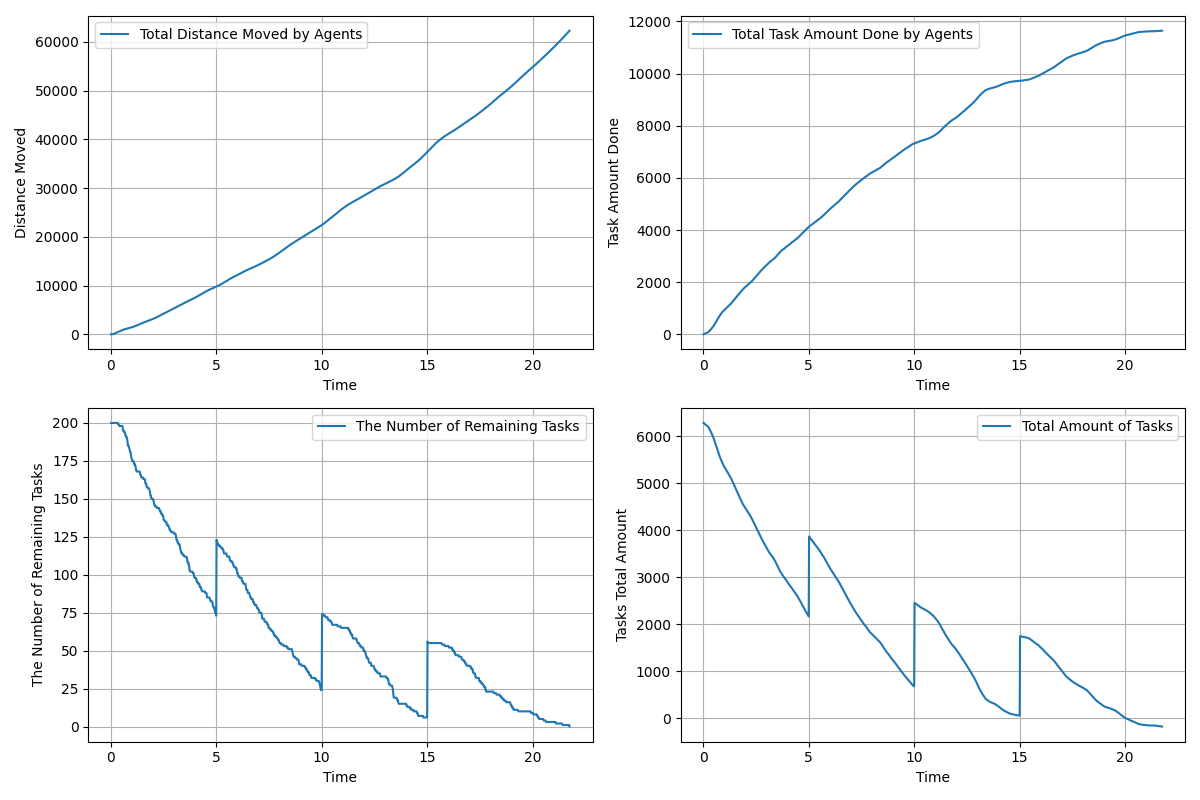 Total Distance Moved by Agents
60000
50000
40000
30000
20000
10000
0
Distance Moved
0 5 10 15 20
Time
Total Task Amount Done by Agents
12000
10000
8000
6000
4000
2000
0
Task Amount Done
0 5 10 15 20
Time
The Number of Remaining Tasks
200
175
150
125
100
75
50
25
0
The Number of Remaining Tasks
0 5 10 15 20
Time
Total Amount of Tasks
6000
5000
4000
3000
2000
1000
0
Tasks Total Amount
0 5 10 15 20
Time